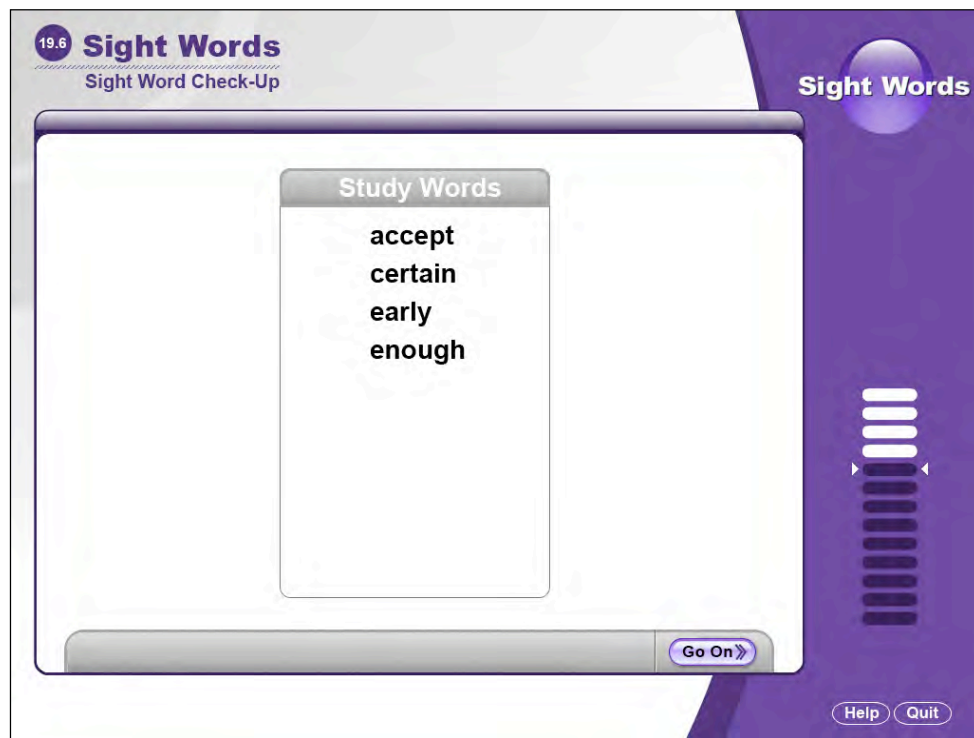 19.6 Sight Words
Sight Word Check-Up
Sight Words
Study Words
accept
certain
early
enough
Go On
Help Quit